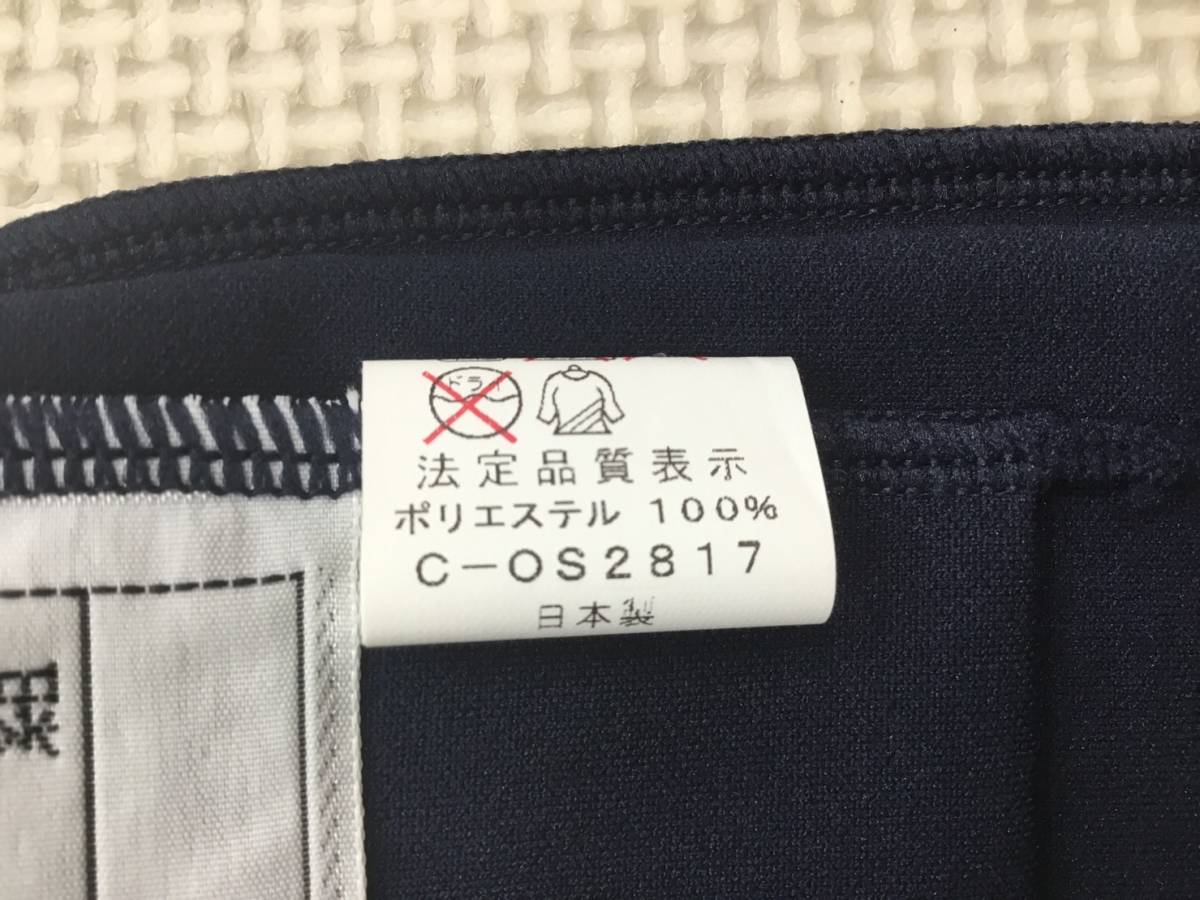 ドライ
法定品質表示
ポリエステル 100%
C-OS2817
日本製